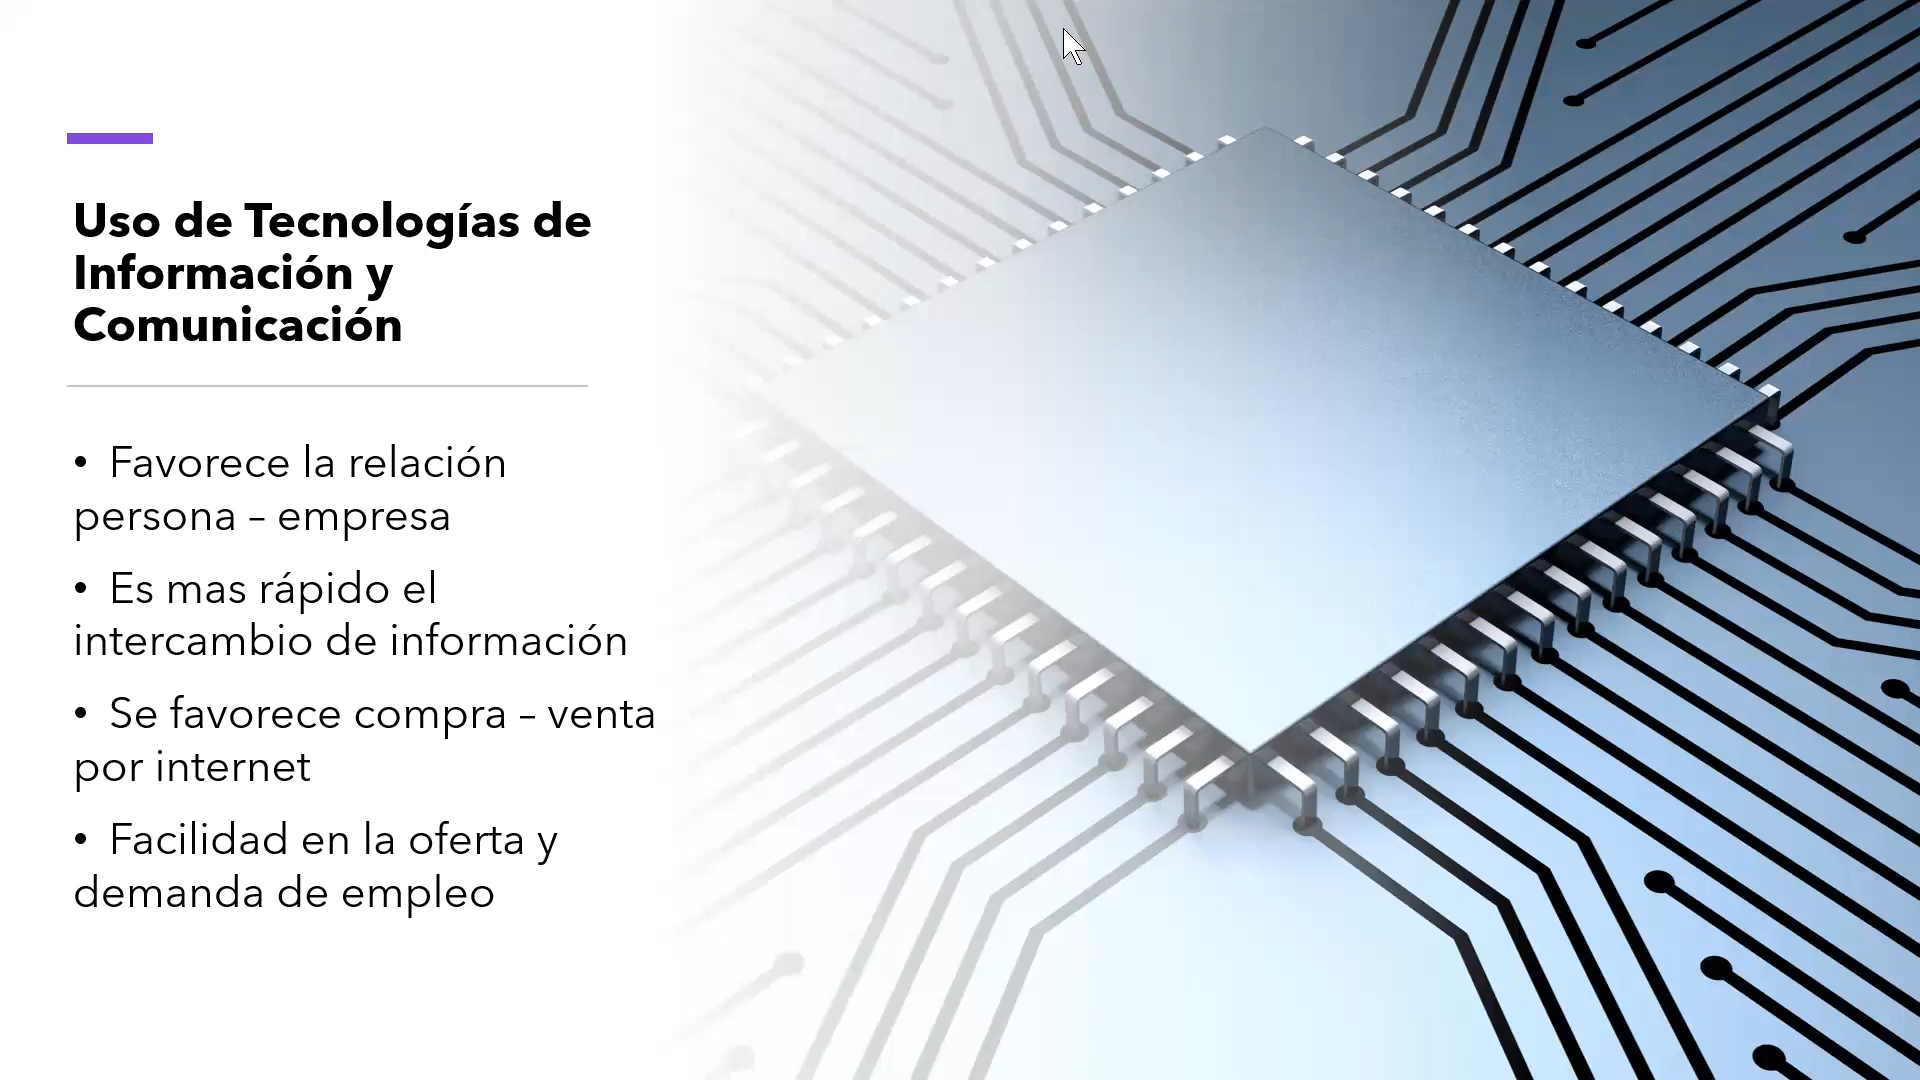 Uso de Tecnologías de
Información y
Comunicación
• Favorece la relación
persona – empresa
• Es mas rápido el
intercambio de información
• Se favorece compra – venta
por internet
• Facilidad en la oferta y
demanda de empleo